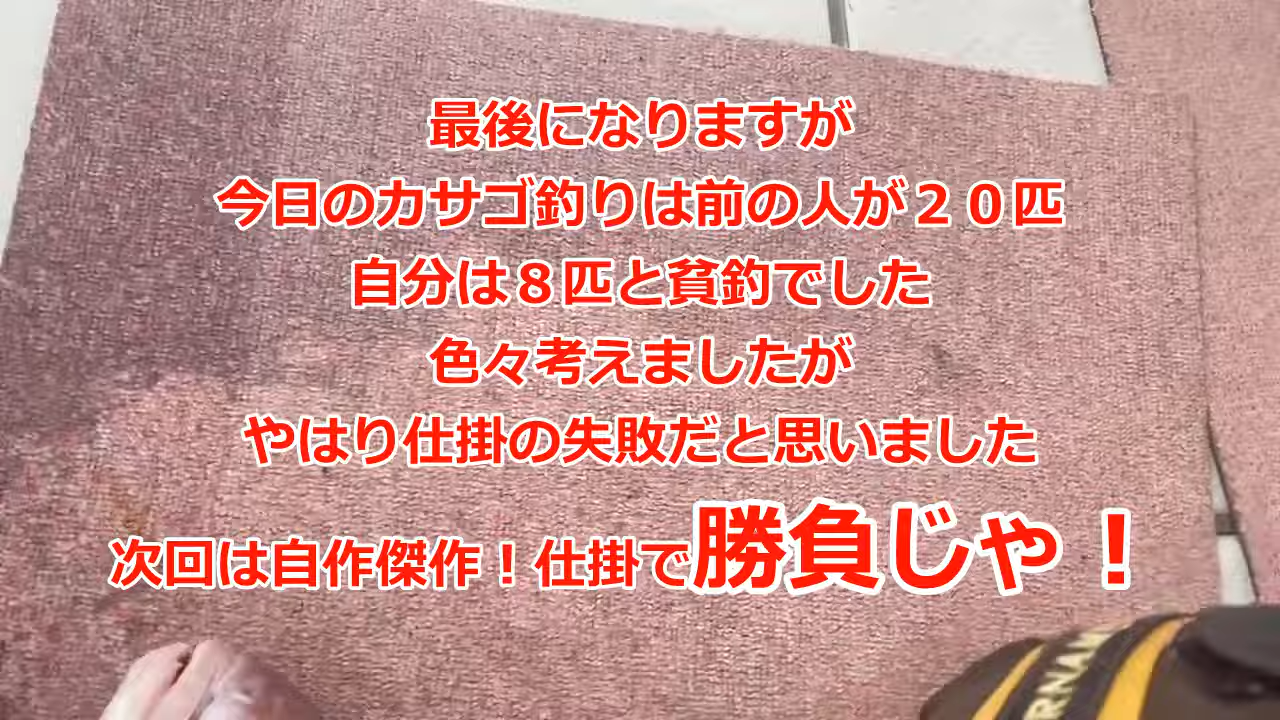 最後になりますが
今日のカサゴ釣りは前の人が２０匹
自分は８匹と貧釣でした
色々考えましたが
やはり仕掛の失敗だと思いました
次回は自作傑作！仕掛で勝負じゃ！
RNAM